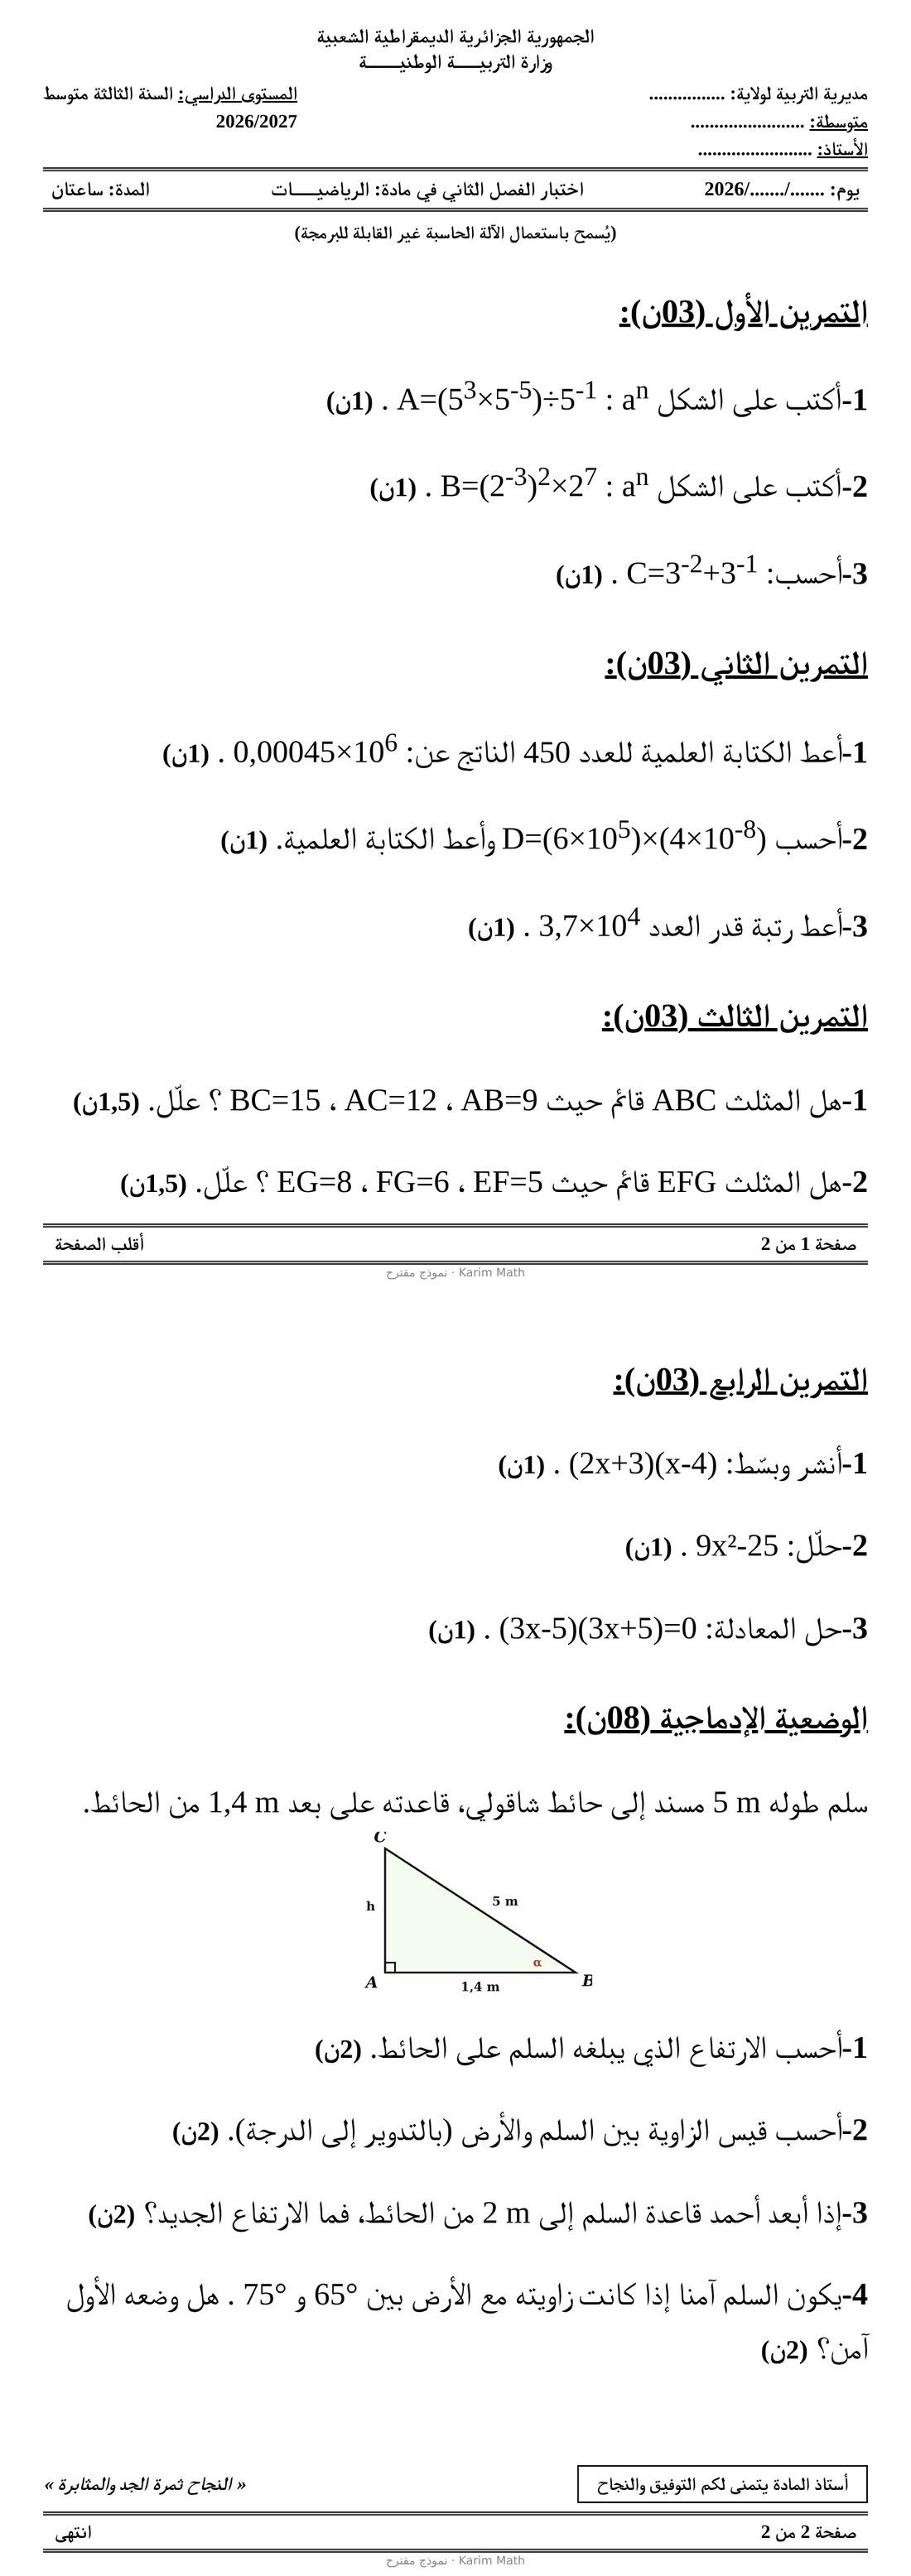 الجمهورية الجزائرية الديمقراطية الشعبية
وزارة التربيــــة الوطنيــــــة
مديرية التربية لولاية: ................
متوسطة: ........................
الأستاذ: ........................
المستوى الدراسي: السنة الثالثة متوسط
2026/2027
يوم: ......./......./2026
اختبار الفصل الثاني في مادة: الرياضيــــات
المدة: ساعتان
(يُسمح باستعمال الآلة الحاسبة غير القابلة للبرمجة)
التمرين الأول (03ن):
1-أكتب على الشكل aⁿ : A=(5³×5⁻⁵)÷5⁻¹ . (1ن)
2-أكتب على الشكل aⁿ : B=(2⁻³)²×2⁷ . (1ن)
3-أحسب: C=3⁻²+3⁻¹ . (1ن)
التمرين الثاني (03ن):
1-أعط الكتابة العلمية للعدد 450 الناتج عن: 0,00045×10⁶ . (1ن)
2-أحسب D=(6×10⁵)×(4×10⁻⁸) وأعط الكتابة العلمية. (1ن)
3-أعط رتبة قدر العدد 3,7×10⁴ . (1ن)
التمرين الثالث (03ن):
1-هل المثلث ABC قائم حيث AB=9 ، AC=12 ، BC=15 ؟ علّل. (1,5ن)
2-هل المثلث EFG قائم حيث EF=5 ، FG=6 ، EG=8 ؟ علّل. (1,5ن)
صفحة 1 من 2
أقلب الصفحة
نموذج مقترح · Karim Math
التمرين الرابع (03ن):
1-أنشر وبسّط: (2x+3)(x-4) . (1ن)
2-حلّل: 9x²-25 . (1ن)
3-حل المعادلة: (3x-5)(3x+5)=0 . (1ن)
الوضعية الإدماجية (08ن):
سلم طوله 5 m مسند إلى حائط شاقولي، قاعدته على بعد 1,4 m من الحائط.
C
h
5 m
α
A
B
1,4 m
1-أحسب الارتفاع الذي يبلغه السلم على الحائط. (2ن)
2-أحسب قيس الزاوية بين السلم والأرض (بالتدوير إلى الدرجة). (2ن)
3-إذا أبعد أحمد قاعدة السلم إلى 2 m من الحائط، فما الارتفاع الجديد؟ (2ن)
4-يكون السلم آمنا إذا كانت زاويته مع الأرض بين 65° و 75° . هل وضعه الأول
آمن؟ (2ن)
أستاذ المادة يتمنى لكم التوفيق والنجاح
« النجاح ثمرة الجد والمثابرة »
صفحة 2 من 2
انتهى
نموذج مقترح · Karim Math